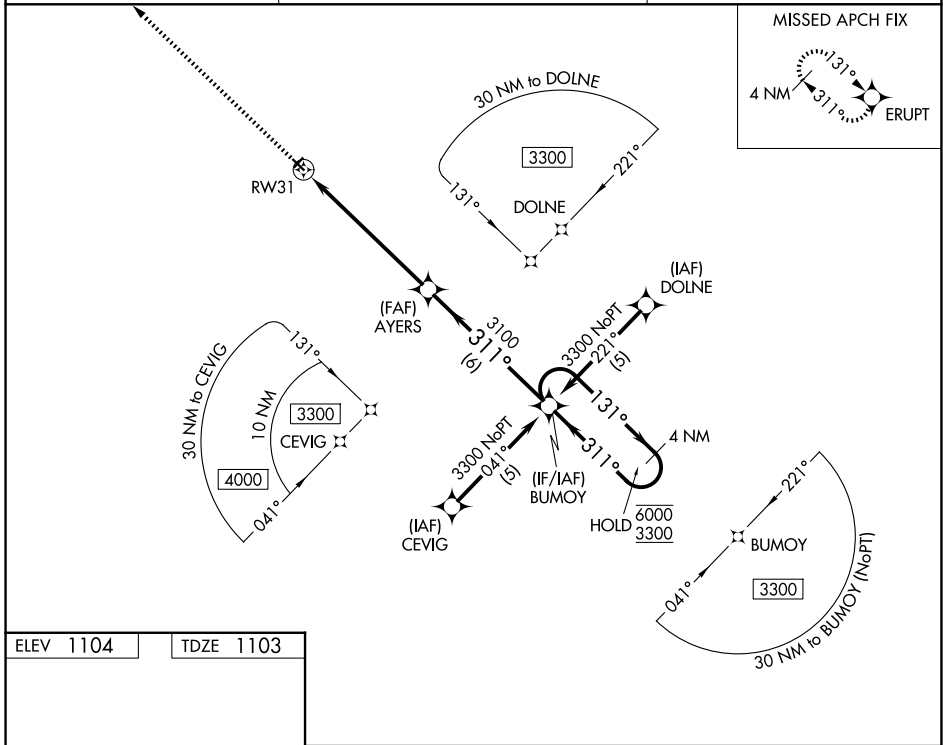 MISSED APCH FIX
131°
4 NM
311°
ERUPT
30 NM to DOLNE
3300
131°
221°
DOLNE
RW31
(FAF)
AYERS
3100
311°
(6)
(IAF)
DOLNE
3300 NoPT
221°
(5)
30 NM to CEVIG
131°
10 NM
3300
CEVIG
4000
041°
131°
4 NM
311°
3300 NoPT
041°
(5)
(IF/IAF)
BUMOY
HOLD
6000
3300
(IAF)
CEVIG
221°
BUMOY
041°
3300
30 NM to BUMOY (NoPT)
ELEV 1104
TDZE 1103